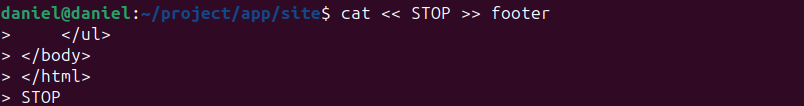 daniel@daniel:~/project/app/site$ cat << STOP >> footer
>     </ul>
> </body>
> </html>
> STOP